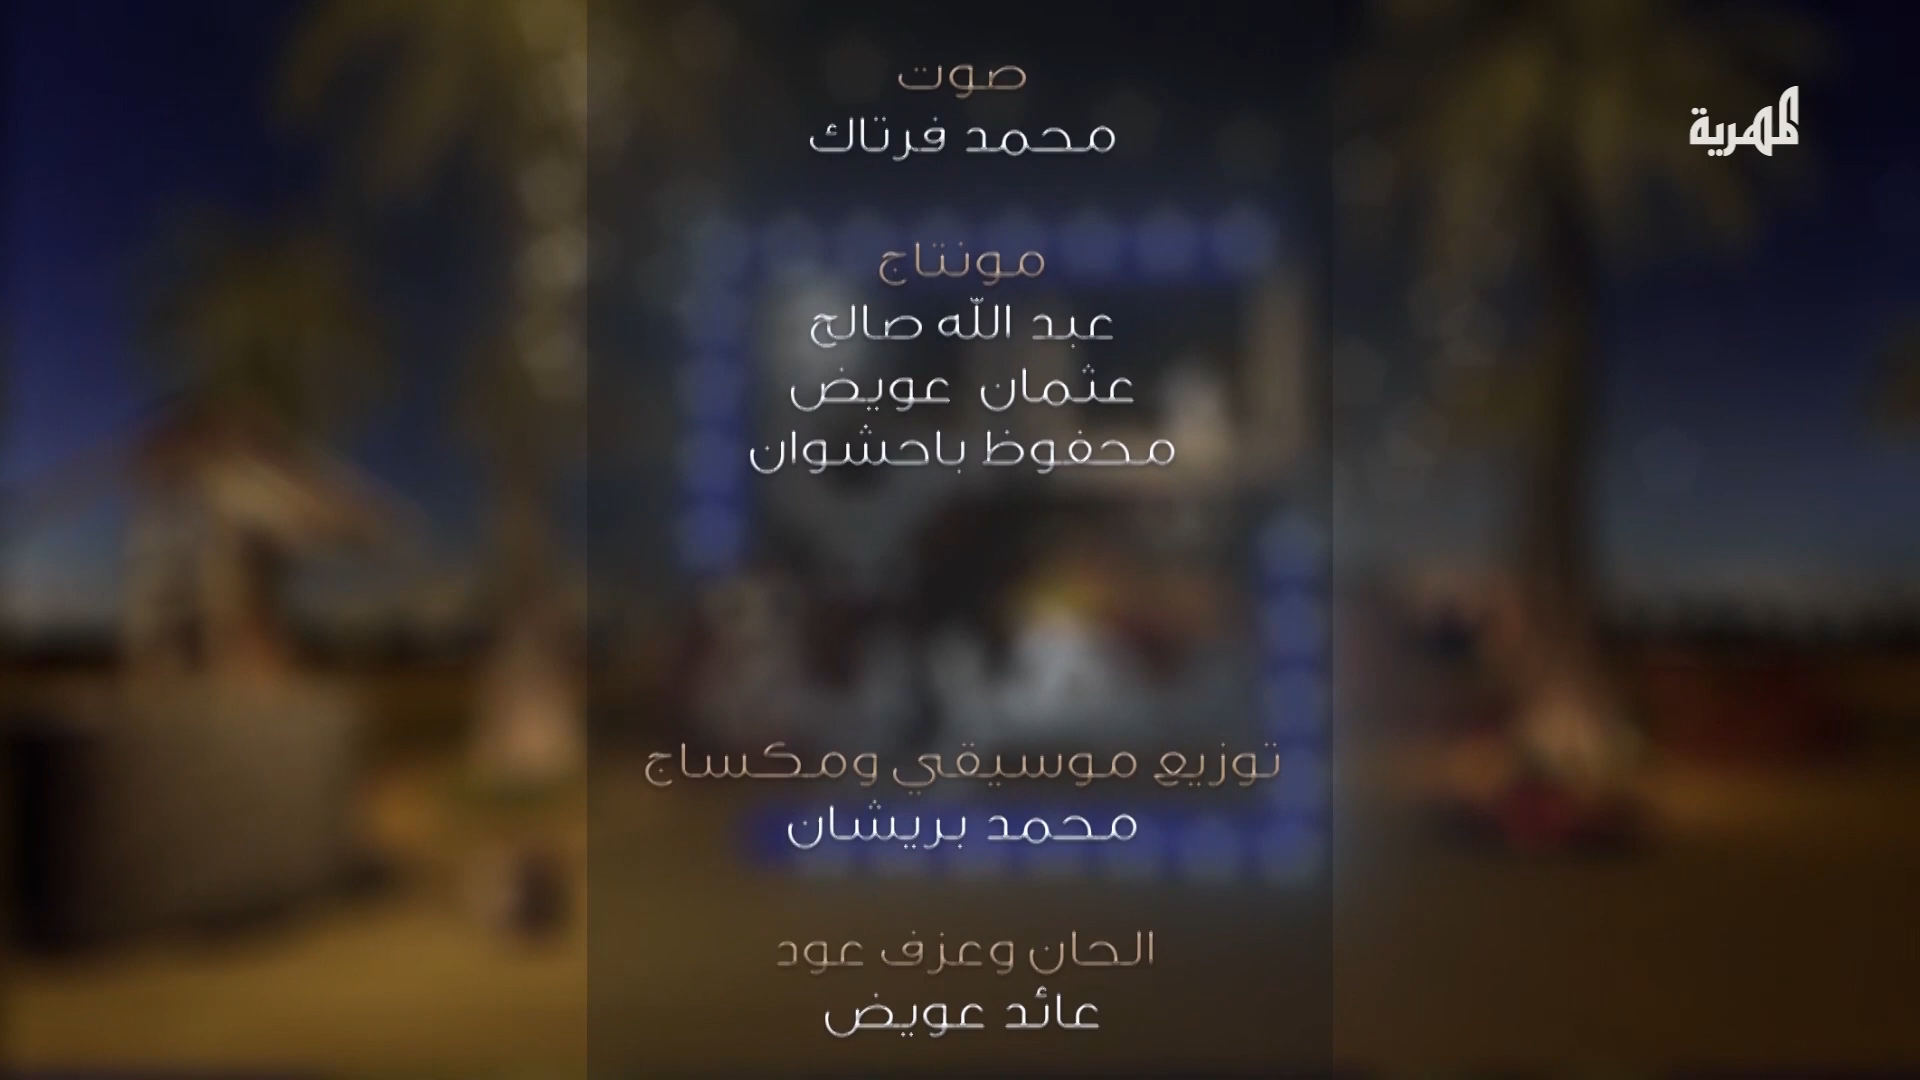 صوت
المهرية
محمد فرتاك
مونتاج
عبد الله صالح
عثمان عويض
محفوظ باحشوان
توزيع موسيقي ومكساج
محمد بريشان
الحان وعزف عود
عائد عويض